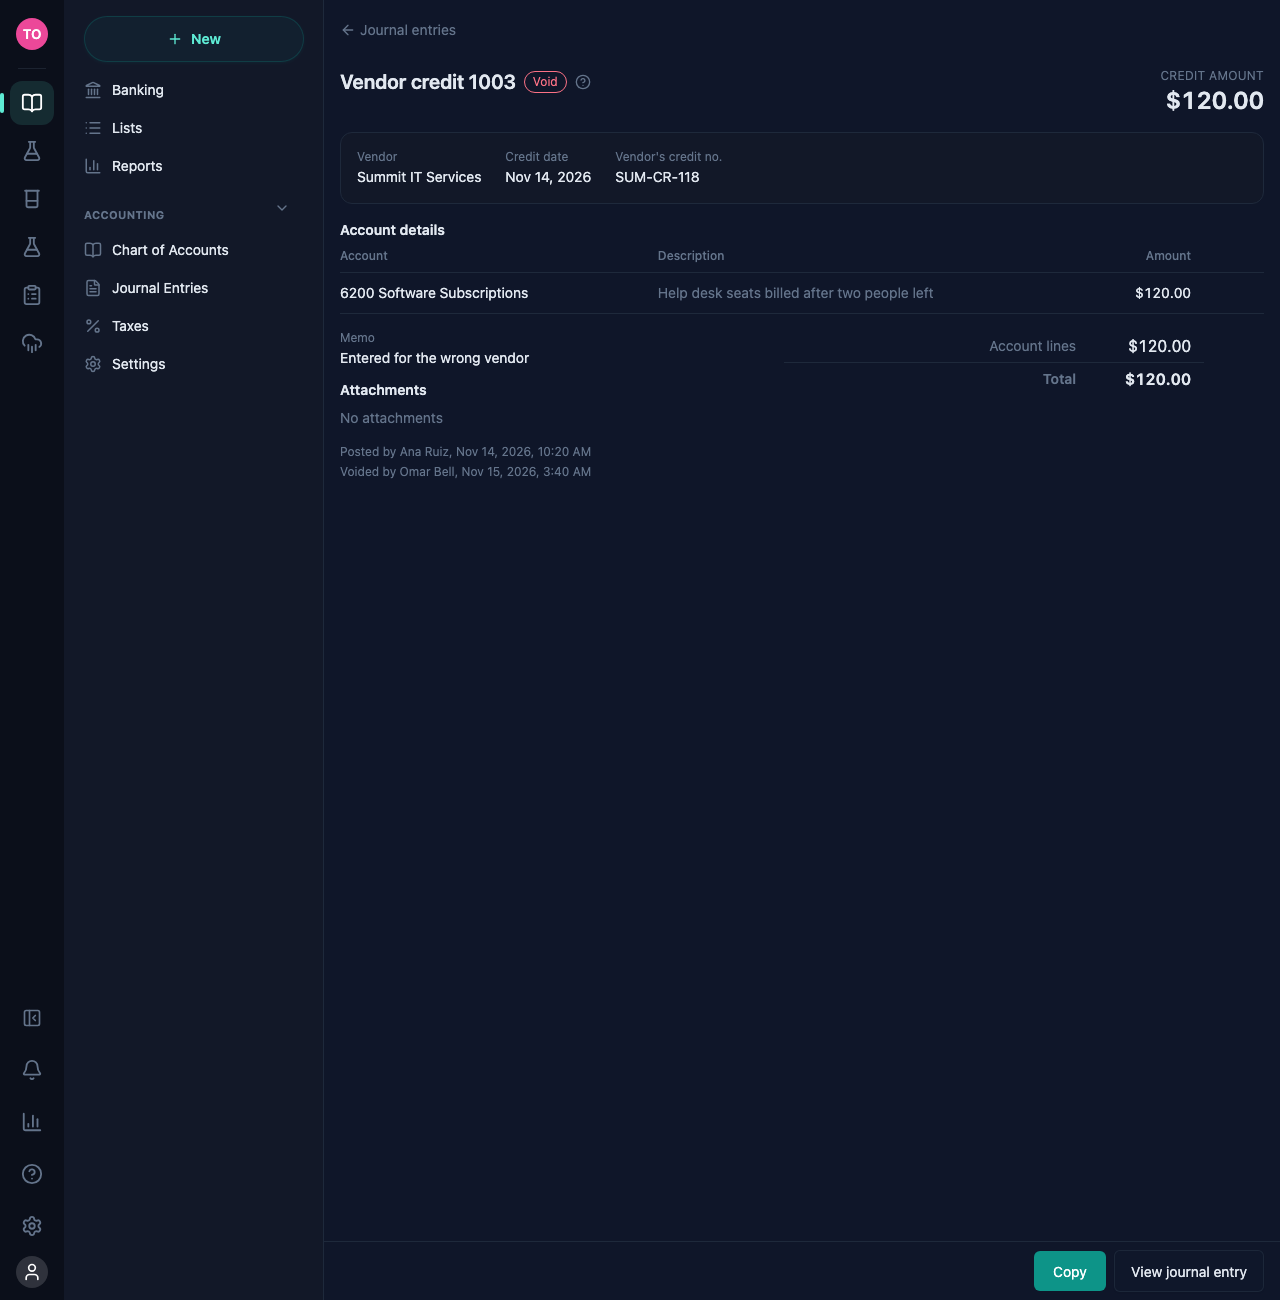 TO
New
Banking
Lists
Reports
ACCOUNTING
Chart of Accounts
Journal Entries
Taxes
Settings
Journal entries
Vendor credit 1003 Void
CREDIT AMOUNT
$120.00
Vendor Credit date Vendor's credit no.
Summit IT Services Nov 14, 2026 SUM-CR-118
Account details
Account Description Amount
6200 Software Subscriptions Help desk seats billed after two people left $120.00
Memo
Entered for the wrong vendor
Account lines $120.00
Total $120.00
Attachments
No attachments
Posted by Ana Ruiz, Nov 14, 2026, 10:20 AM
Voided by Omar Bell, Nov 15, 2026, 3:40 AM
Copy View journal entry